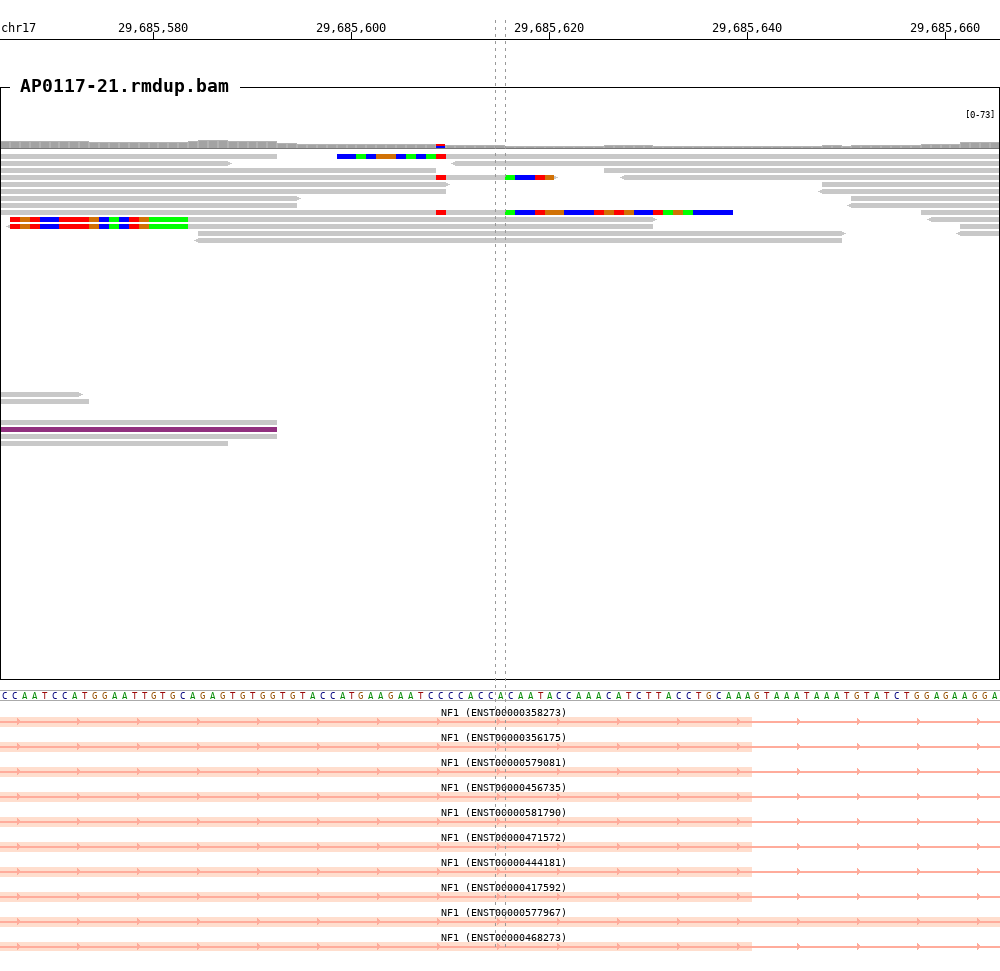 chr17 29,685,580 29,685,600 29,685,620 29,685,640 29,685,660
AP0117-21.rmdup.bam
[0-73]
CCAATCCATGGAATTGTGCAGAGTGTGGTGTACCATGAAGAATCCCCACCACAATACCAAACATCTTACCTGCAAAGTAAATAAATGTATCTGGAGAAGGA
NF1 (ENST00000358273)
NF1 (ENST00000356175)
NF1 (ENST00000579081)
NF1 (ENST00000456735)
NF1 (ENST00000581790)
NF1 (ENST00000471572)
NF1 (ENST00000444181)
NF1 (ENST00000417592)
NF1 (ENST00000577967)
NF1 (ENST00000468273)